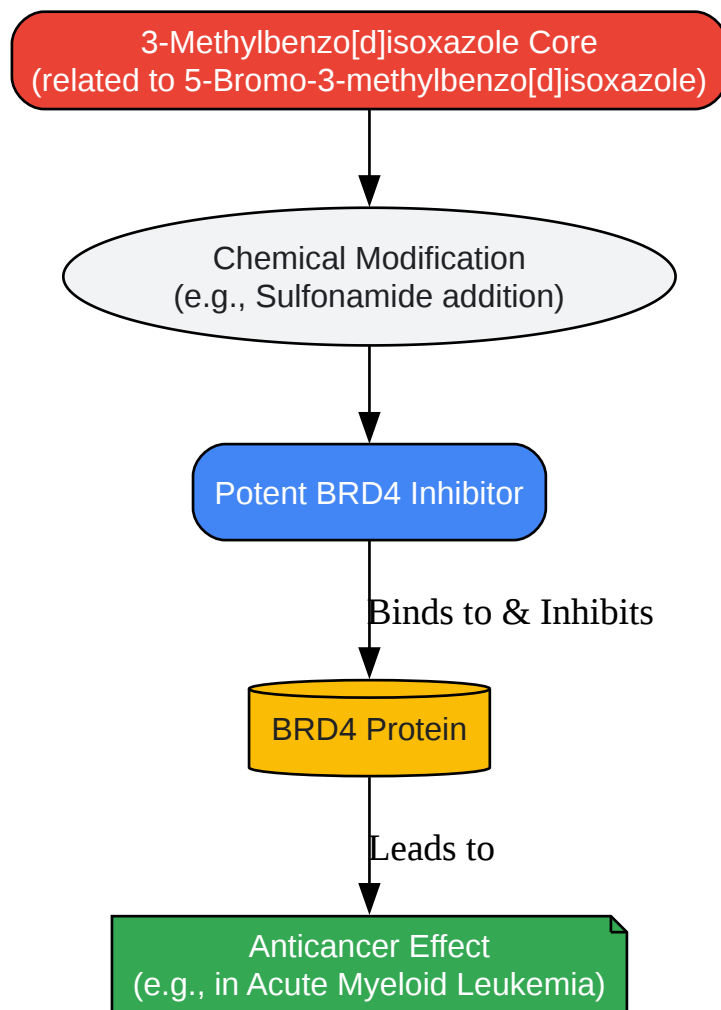 3-Methylbenzo[d]isoxazole Core
(related to 5-Bromo-3-methylbenzo[d]isoxazole)
Chemical Modification
(e.g., Sulfonamide addition)
Potent BRD4 Inhibitor
Binds to & Inhibits
BRD4 Protein
Leads to
Anticancer Effect
(e.g., in Acute Myeloid Leukemia)